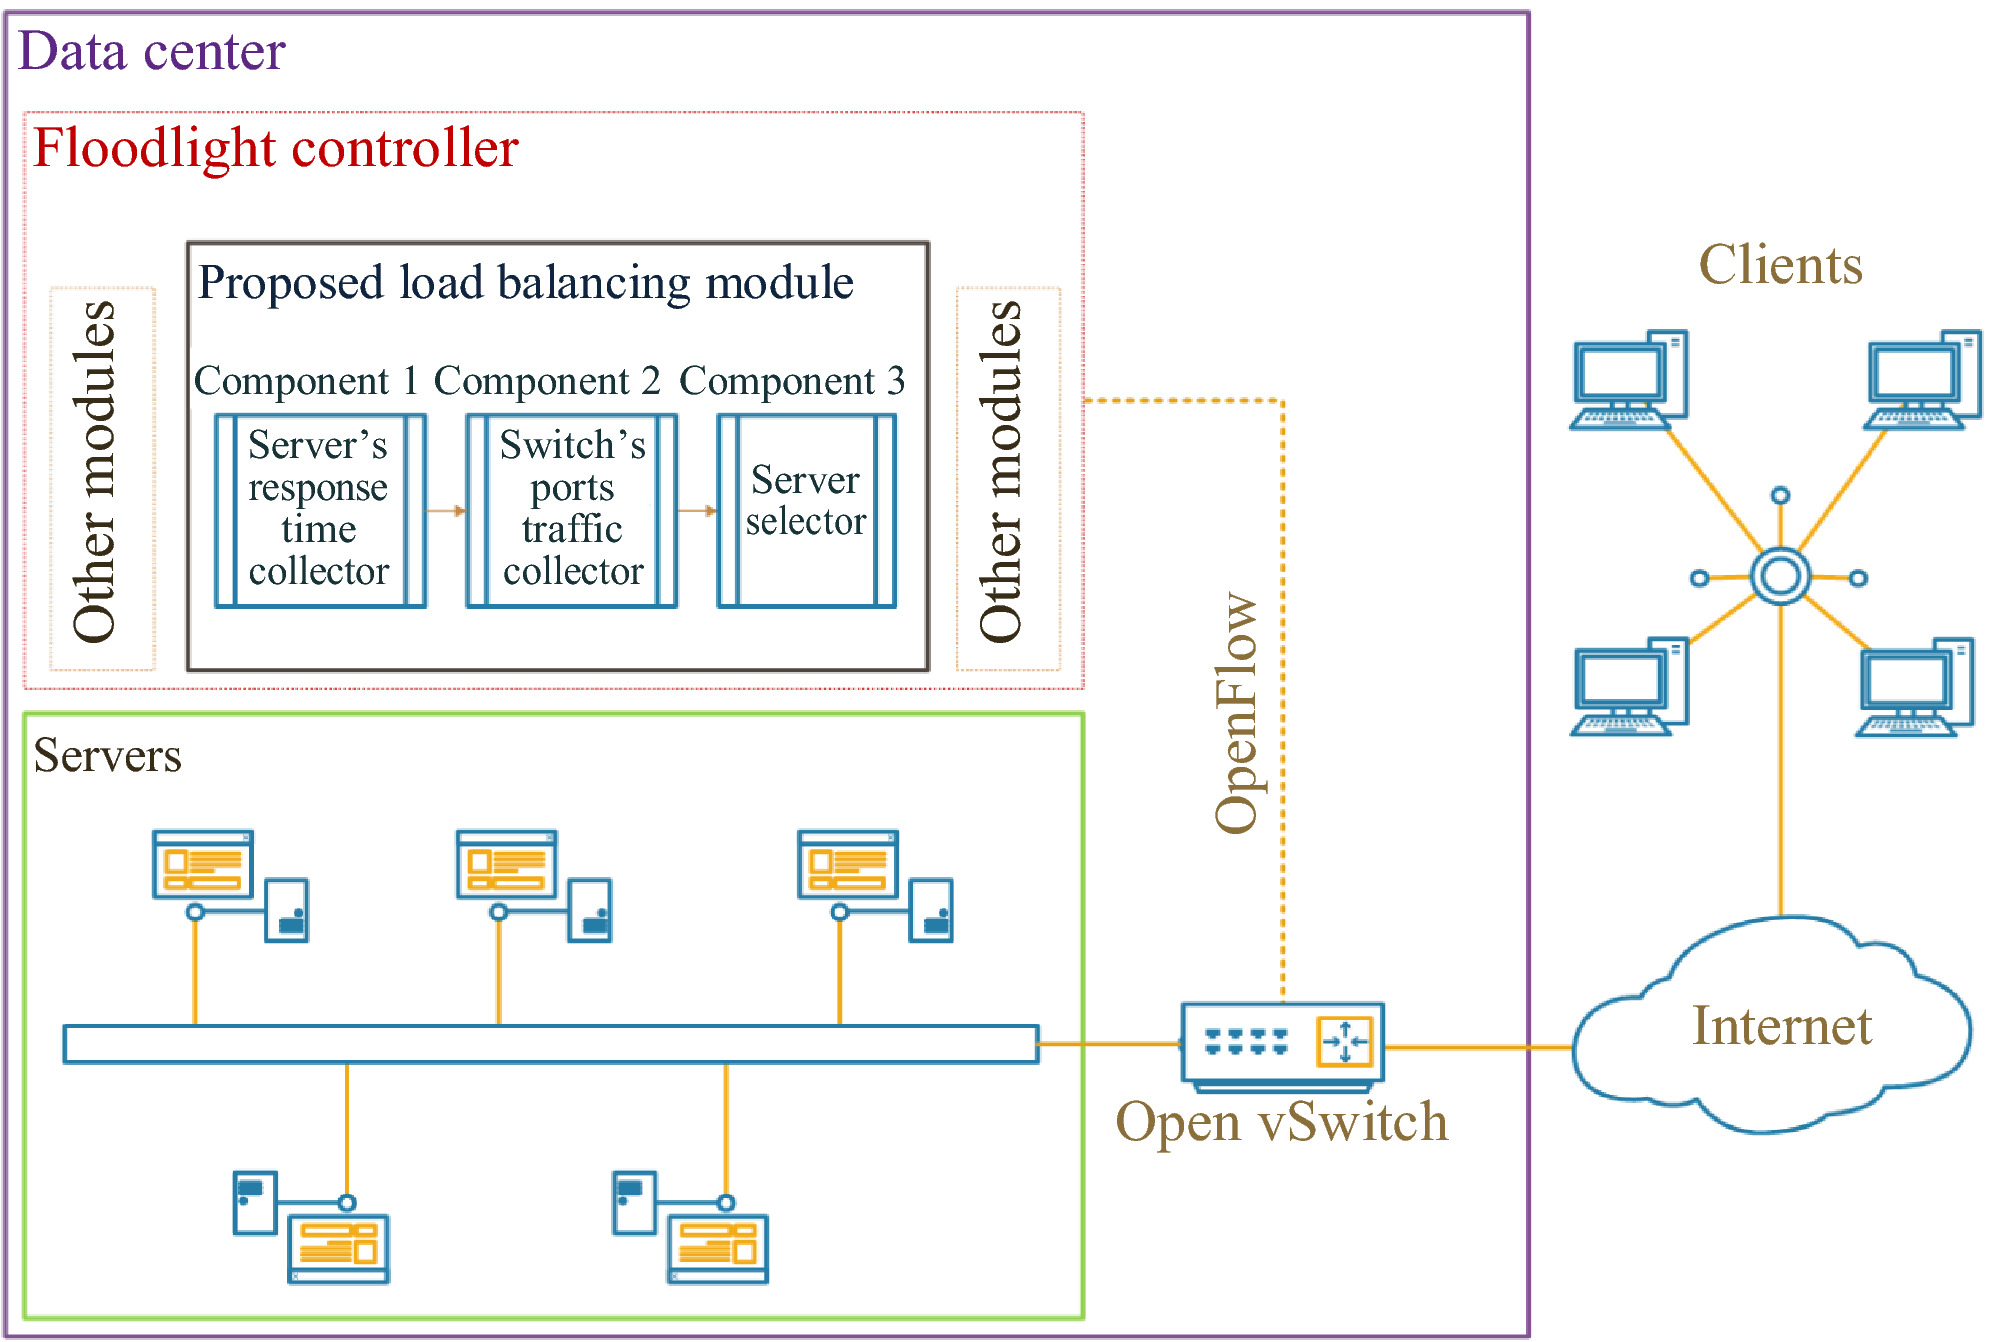 Data center
Floodlight controller
Other modules
Proposed load balancing module
Component 1
Server’s
response
time
collector
Component 2
Switch’s
ports
traffic
collector
Component 3
Server
selector
Other modules
OpenFlow
Clients
Servers
Open vSwitch
Internet